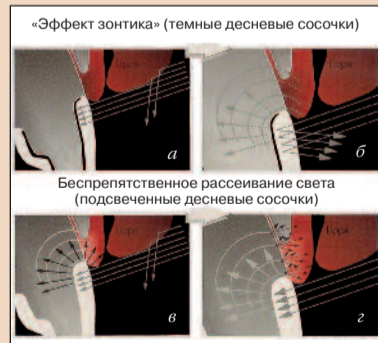 «Эффект зонтика» (темные десневые сосочки)
а
б
Беспрепятственное рассеивание света
(подсвеченные десневые сосочки)
в
г